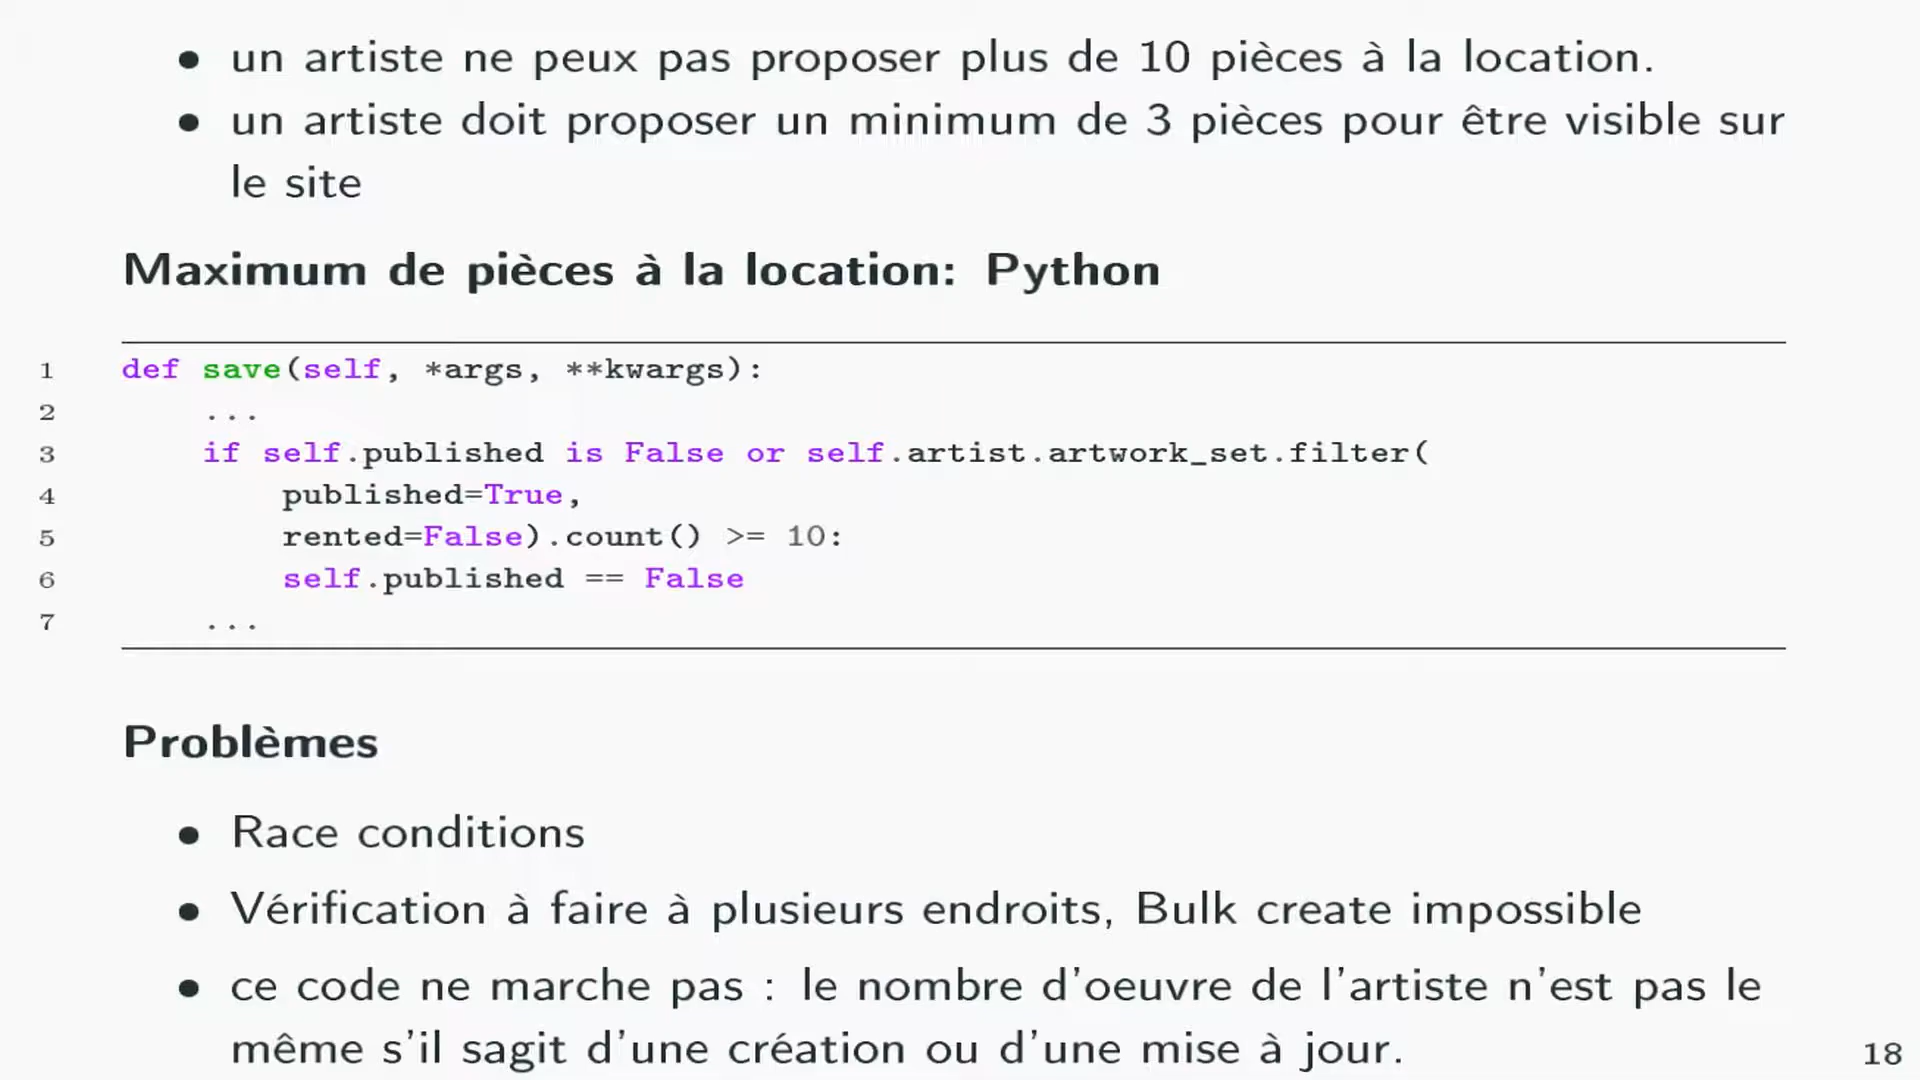 • un artiste ne peux pas proposer plus de 10 pièces à la location.
• un artiste doit proposer un minimum de 3 pièces pour être visible sur
le site
Maximum de pièces à la location: Python
1 def save(self, *args, **kwargs):
2     ...
3     if self.published is False or self.artist.artwork_set.filter(
4         published=True,
5         rented=False).count() >= 10:
6         self.published == False
7     ...
Problèmes
• Race conditions
• Vérification à faire à plusieurs endroits, Bulk create impossible
• ce code ne marche pas : le nombre d'oeuvre de l'artiste n'est pas le
même s'il sagit d'une création ou d'une mise à jour.
18